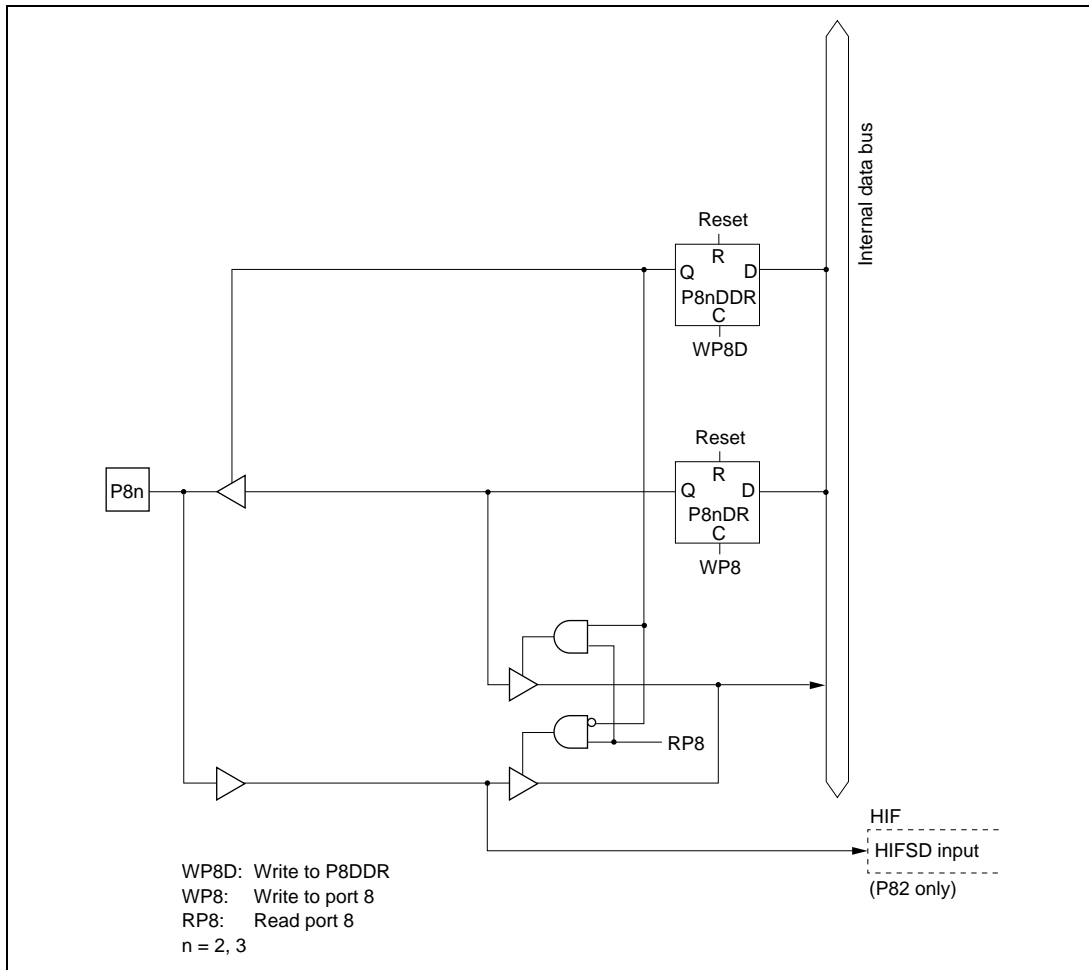 Internal data bus
Reset
R
Q D
P8nDDR
C
WP8D
Reset
R
P8n
Q D
P8nDR
C
WP8
RP8
HIF
HIFSD input
(P82 only)
WP8D: Write to P8DDR
WP8: Write to port 8
RP8: Read port 8
n = 2, 3